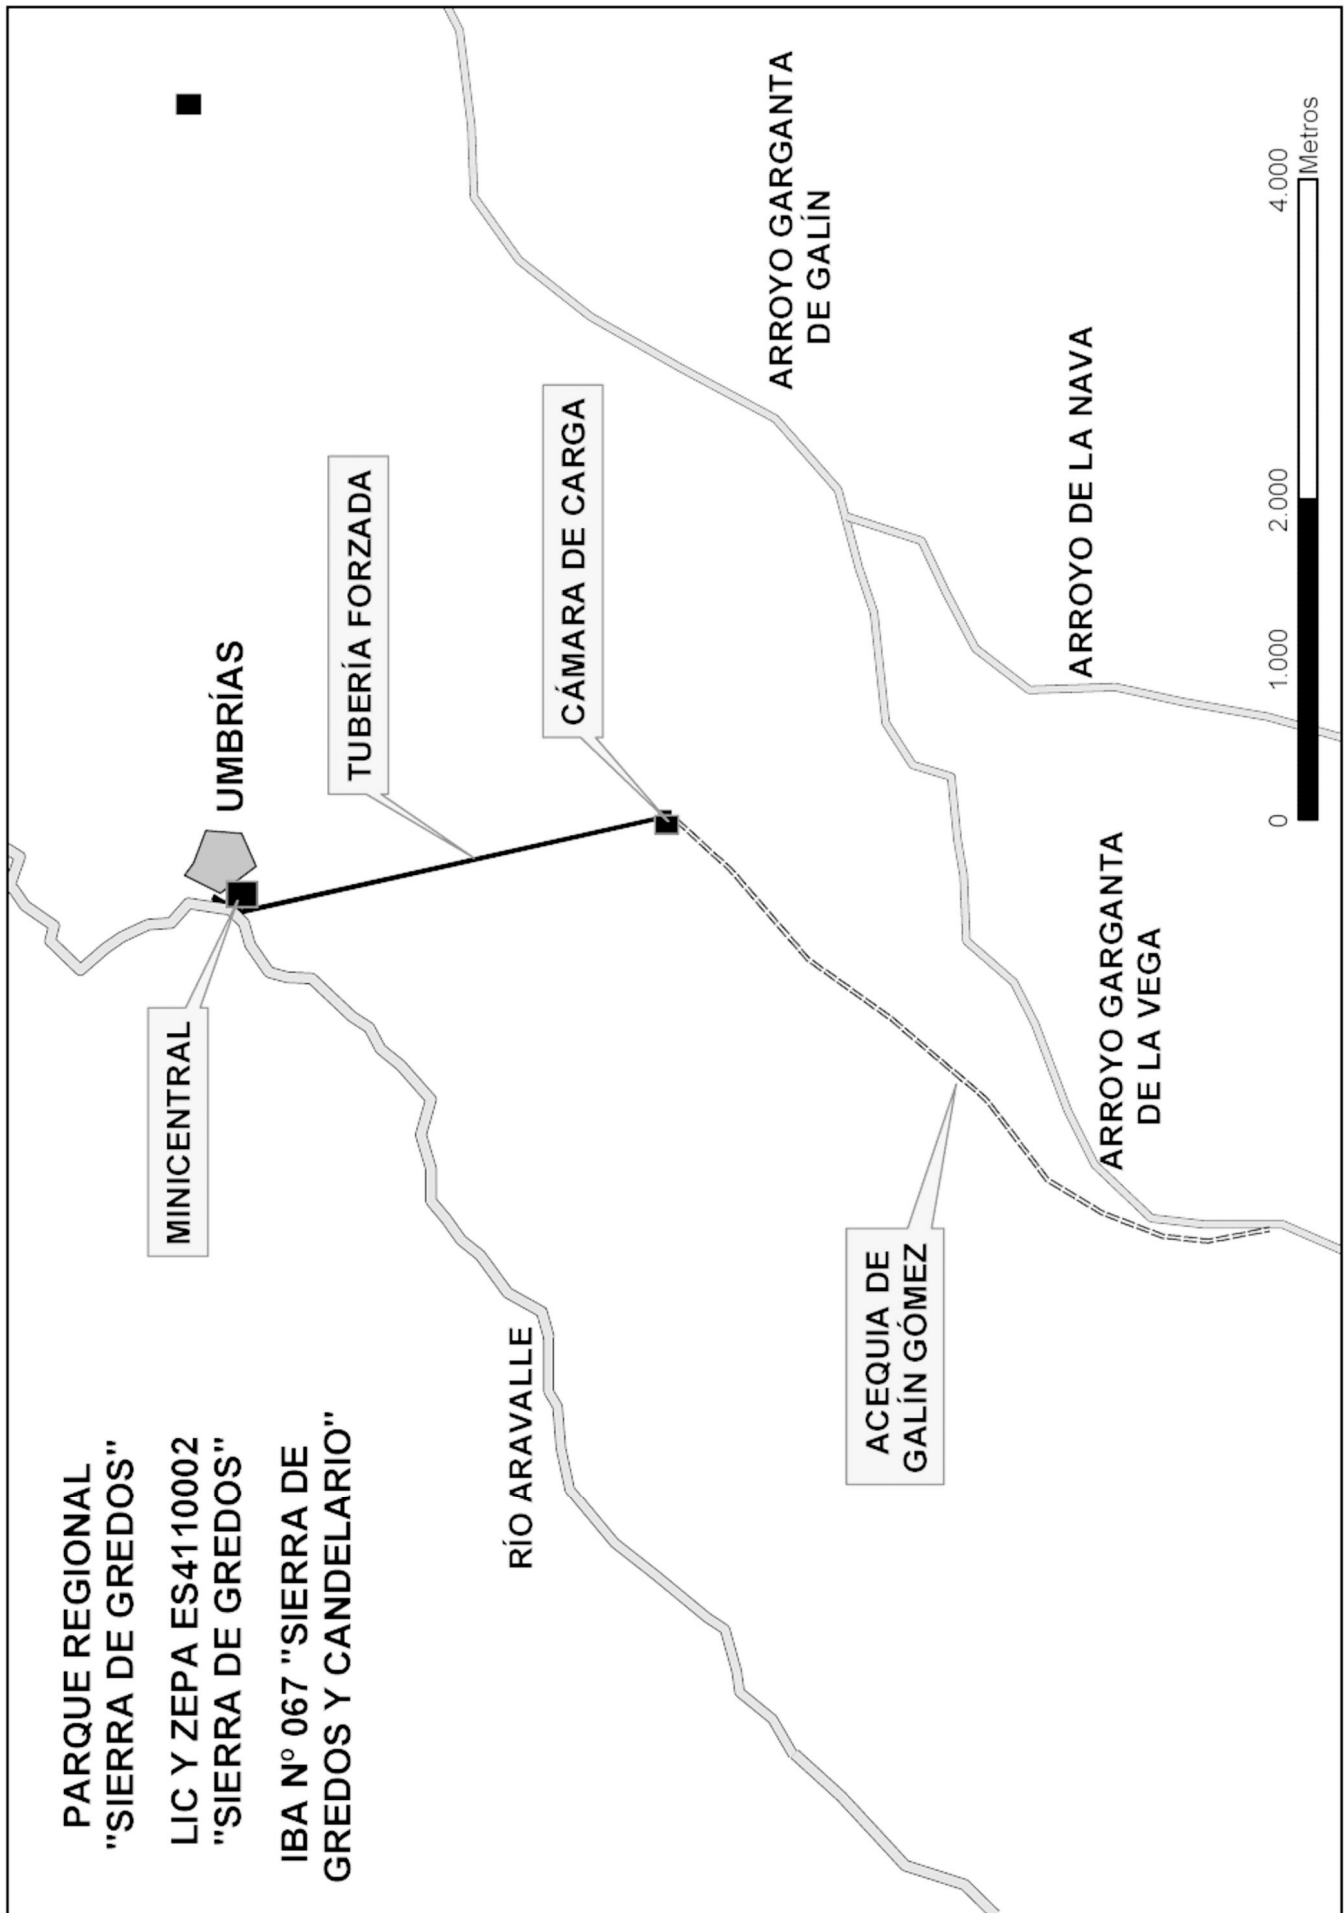 PARQUE REGIONAL
"SIERRA DE GREDOS"
LIC Y ZEPA ES4110002
"SIERRA DE GREDOS"
IBA Nº 067 "SIERRA DE
GREDOS Y CANDELARIO"
MINICENTRAL
UMBRÍAS
TUBERÍA FORZADA
RÍO ARAVALLE
CÁMARA DE CARGA
ACEQUIA DE
GALÍN GÓMEZ
ARROYO GARGANTA
DE GALÍN
ARROYO GARGANTA
DE LA VEGA
ARROYO DE LA NAVA
0 1.000 2.000 4.000
Metros